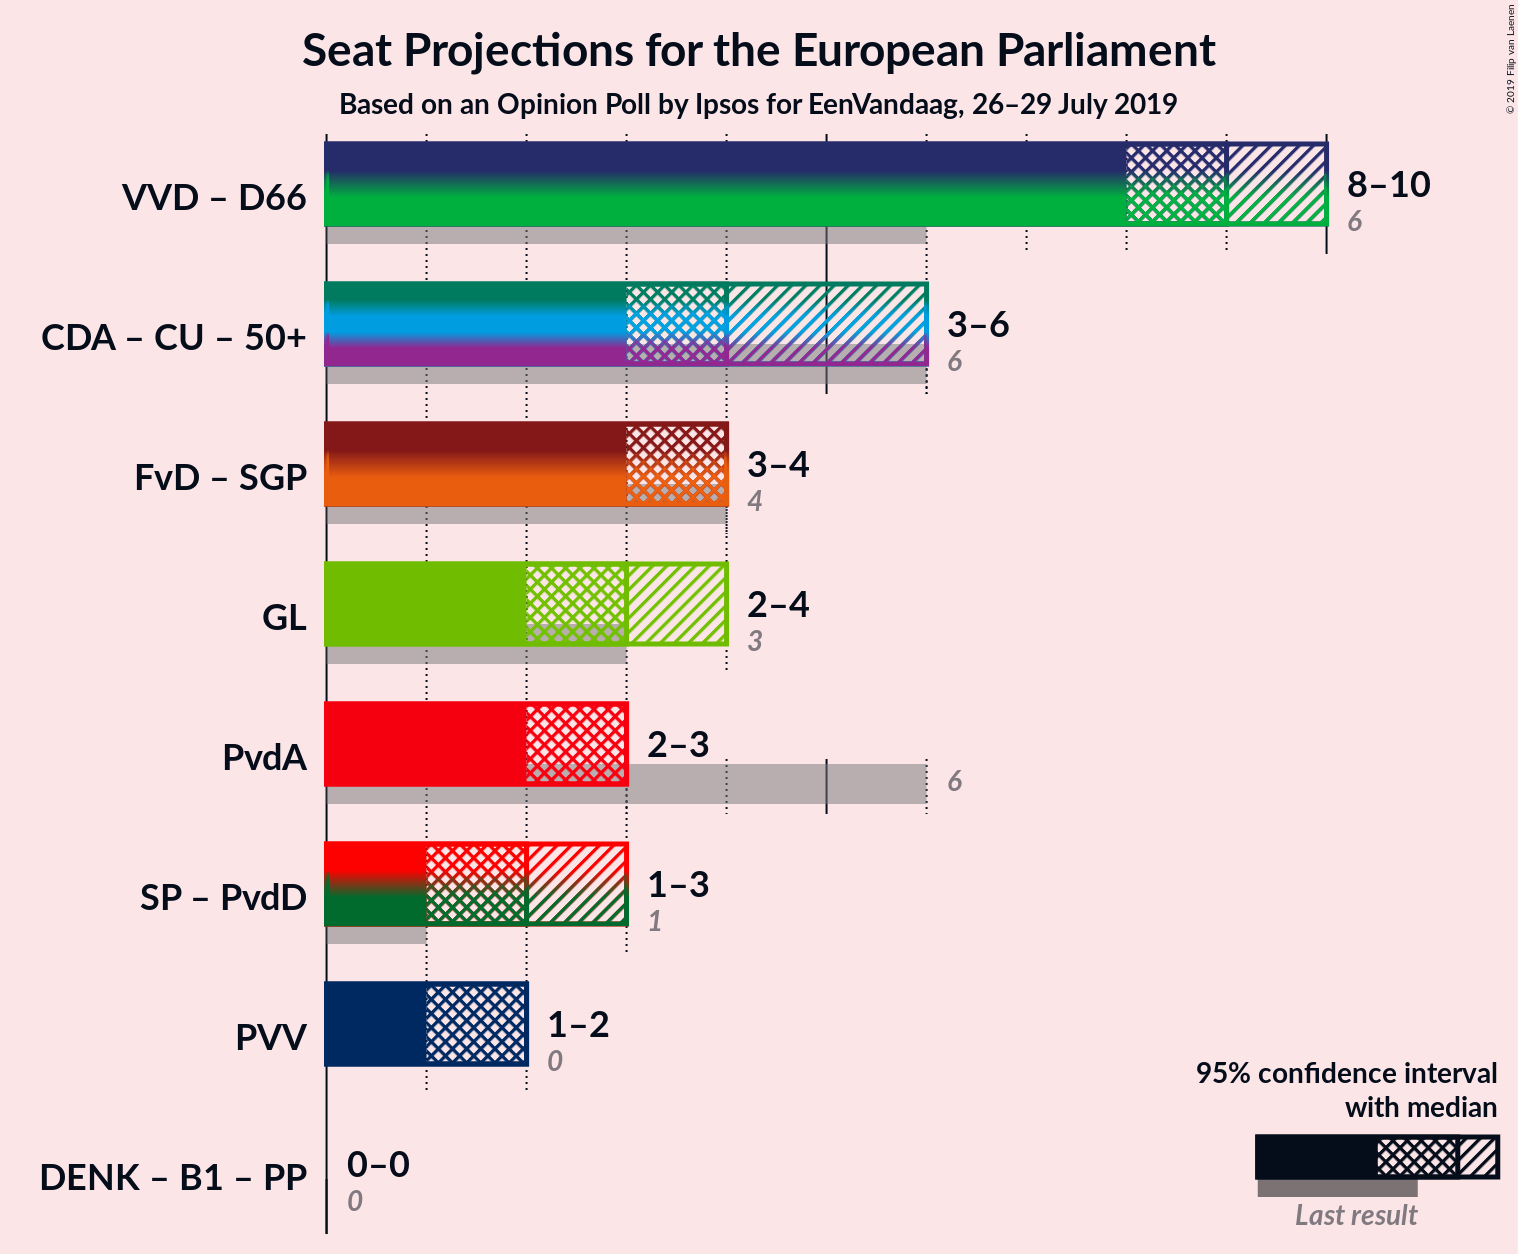 Seat Projections for the European Parliament
Based on an Opinion Poll by Ipsos for EenVandaag, 26–29 July 2019
© 2019 Filip van Laenen
VVD – D66
8–10
6
CDA – CU – 50+
3–6
6
FvD – SGP
3–4
4
GL
2–4
3
PvdA
2–3
6
SP – PvdD
1–3
1
PVV
1–2
0
DENK – B1 – PP
0–0
0
95% confidence interval
with median
Last result